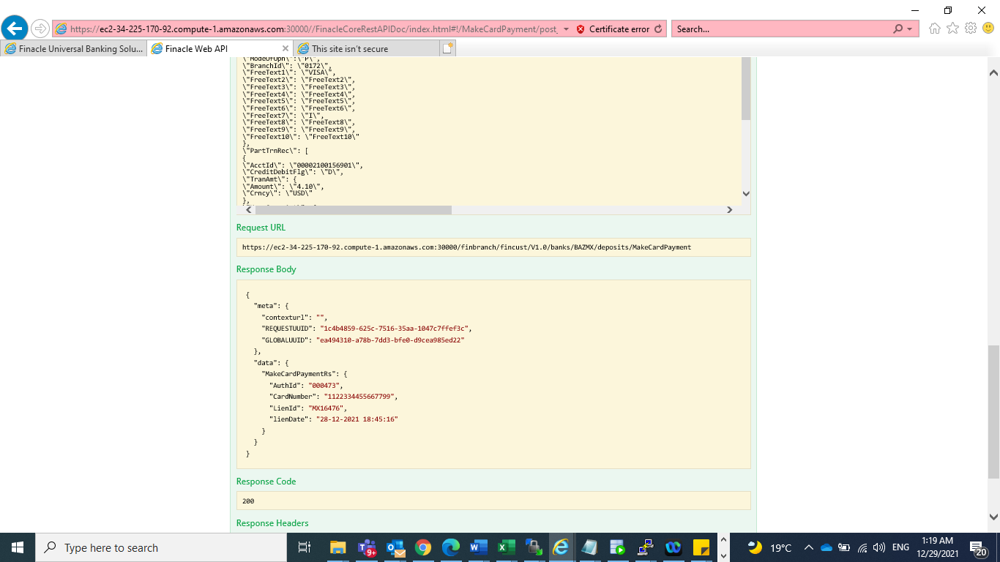 https://ec2-34-225-170-92.compute-1.amazonaws.com:30000//FinacleCoreRestAPIDoc/index.html#!/MakeCardPayment/post_
Certificate error
Search...
Finacle Universal Banking Solu...
Finacle Web API
This site isn't secure
\"ModeOfOpn\":\"P\",
\"BranchId\": \"0172\",
\"FreeText1\": \"VISA\",
\"FreeText2\": \"FreeText2\",
\"FreeText3\": \"FreeText3\",
\"FreeText4\": \"FreeText4\",
\"FreeText5\": \"FreeText5\",
\"FreeText6\": \"FreeText6\",
\"FreeText7\": \"I\",
\"FreeText8\": \"FreeText8\",
\"FreeText9\": \"FreeText9\",
\"FreeText10\": \"FreeText10\"
},
\"PartTrnRec\": [
{
\"AcctId\": \"00002100156901\",
\"CreditDebitFlg\": \"D\",
\"TranAmt\": {
\"Amount\": \"4.10\",
\"Crncy\": \"USD\"
},
Request URL
https://ec2-34-225-170-92.compute-1.amazonaws.com:30000/finbranch/fincust/V1.0/banks/BAZMX/deposits/MakeCardPayment
Response Body
{
"meta": {
"contexturl": "",
"REQUESTUUID": "1c4b4859-625c-7516-35aa-1047c7ffef3c",
"GLOBALUUID": "ea494310-a78b-7dd3-bfe0-d9cea985ed22"
},
"data": {
"MakeCardPaymentRs": {
"AuthId": "000473",
"CardNumber": "1122334455667799",
"LienId": "MX16476",
"lienDate": "28-12-2021 18:45:16"
}
}
}
Response Code
200
Response Headers
Type here to search
9+
19°C
ENG
1:19 AM
12/29/2021
20